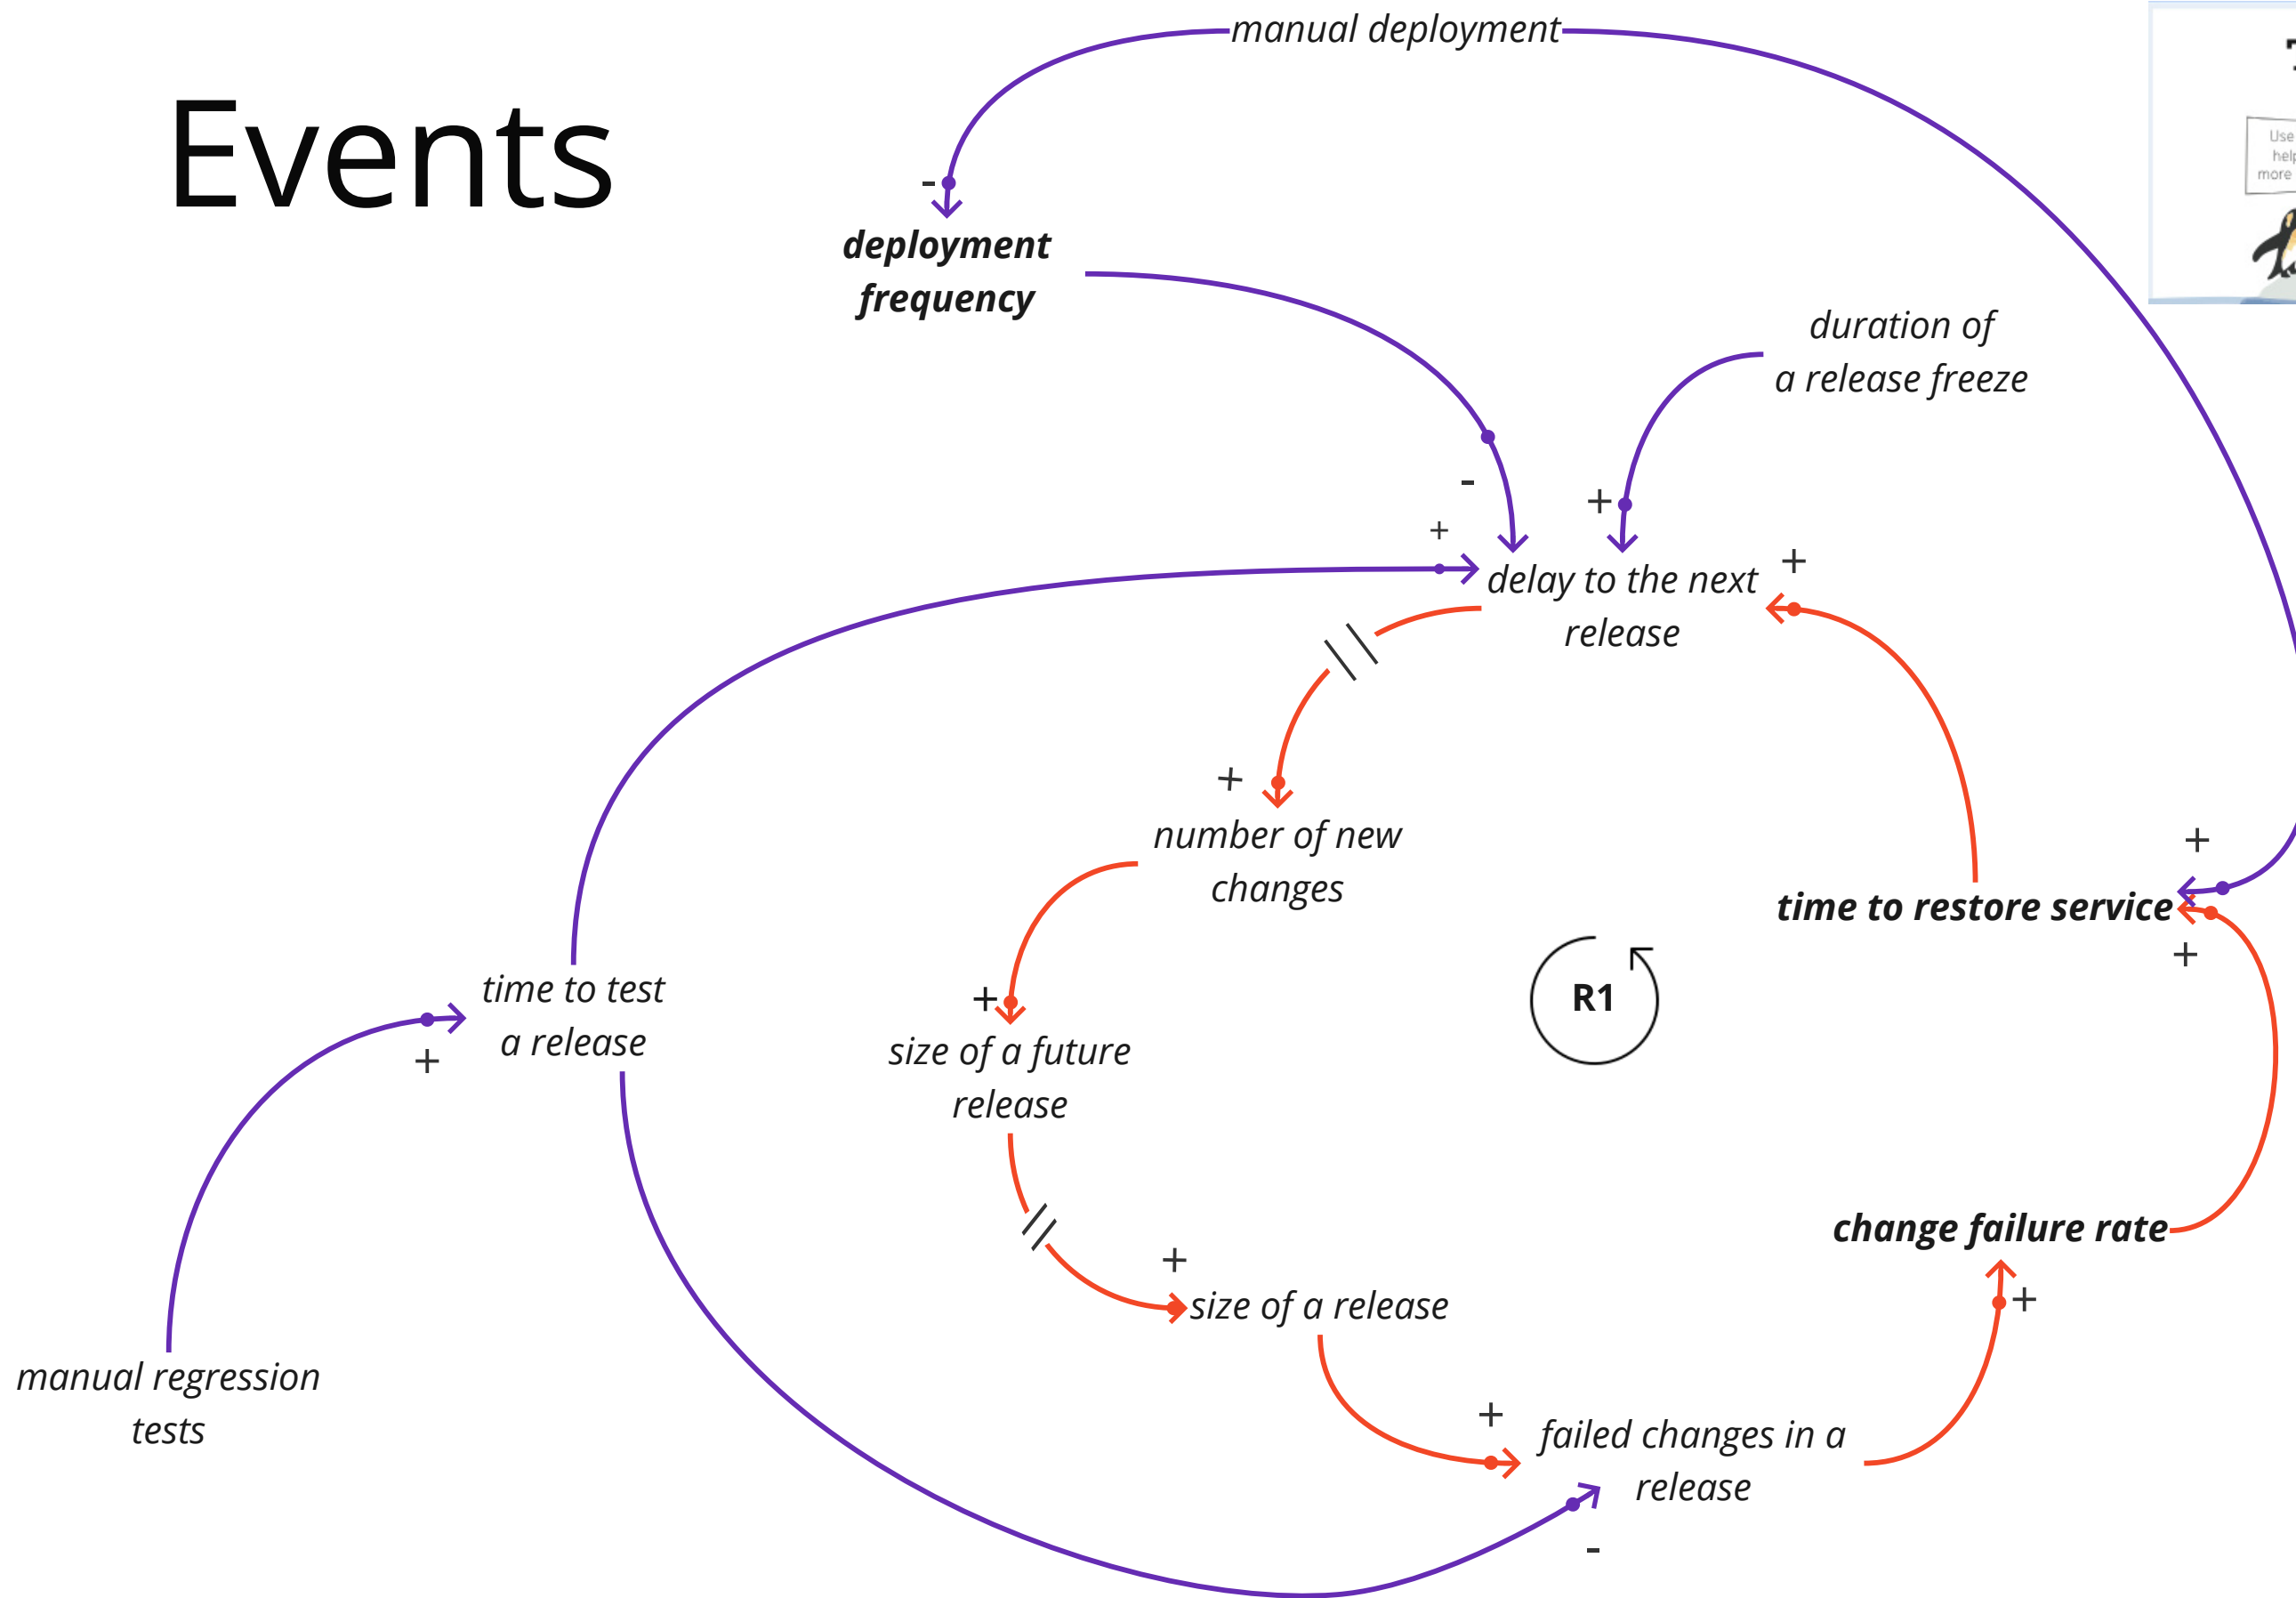 manual deployment
Events
Use
more
-
deployment
frequency
duration of
a release freeze
-
+
+
delay to the next
release
+
+
number of new
changes
+
time to restore service
+
R1
time to test
a release
+
+
size of a future
release
change failure rate
+
size of a release
+
manual regression
tests
+
failed changes in a
release
-